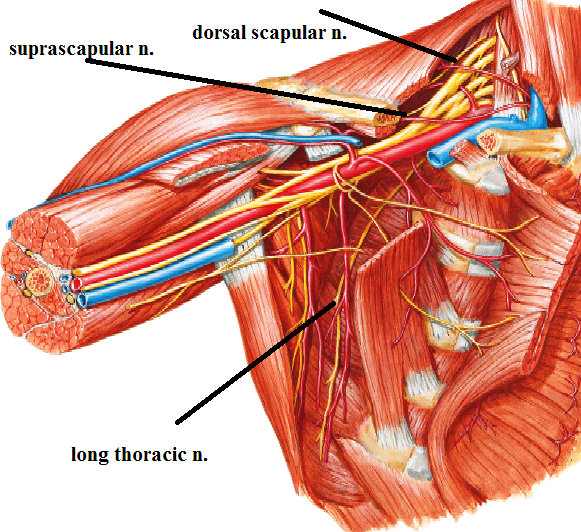 dorsal scapular n.
suprascapular n.
long thoracic n.